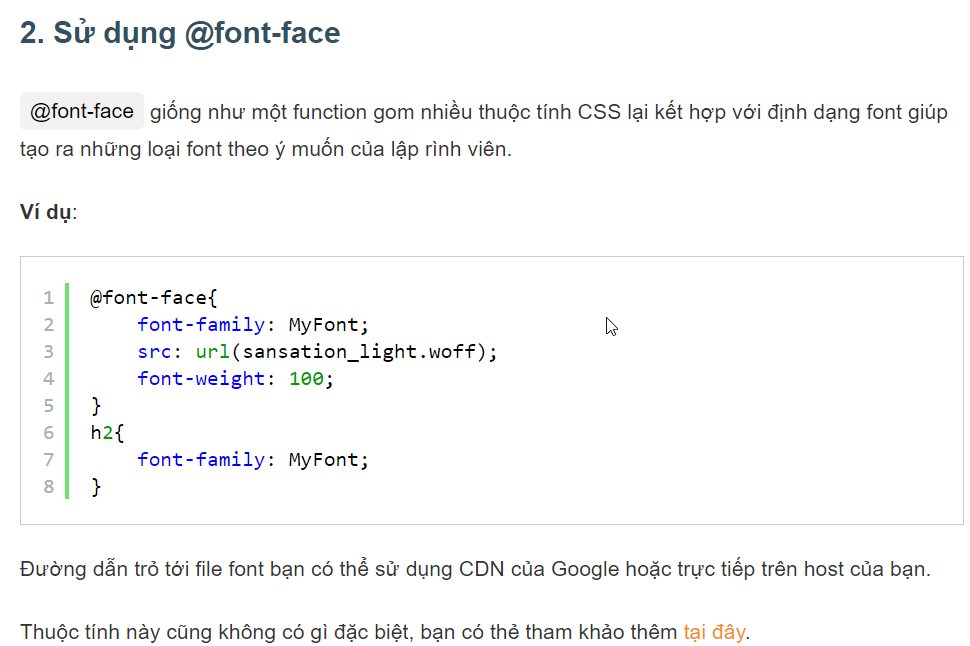 2. Sử dụng @font-face
@font-face giống như một function gom nhiều thuộc tính CSS lại kết hợp với định dạng font giúp
tạo ra những loại font theo ý muốn của lập rình viên.
Ví dụ:
1 @font-face{
2 font-family: MyFont;
3 src: url(sansation_light.woff);
4 font-weight: 100;
5 }
6 h2{
7 font-family: MyFont;
8 }
Đường dẫn trỏ tới file font bạn có thể sử dụng CDN của Google hoặc trực tiếp trên host của bạn.
Thuộc tính này cũng không có gì đặc biệt, bạn có thẻ tham khảo thêm tại đây.